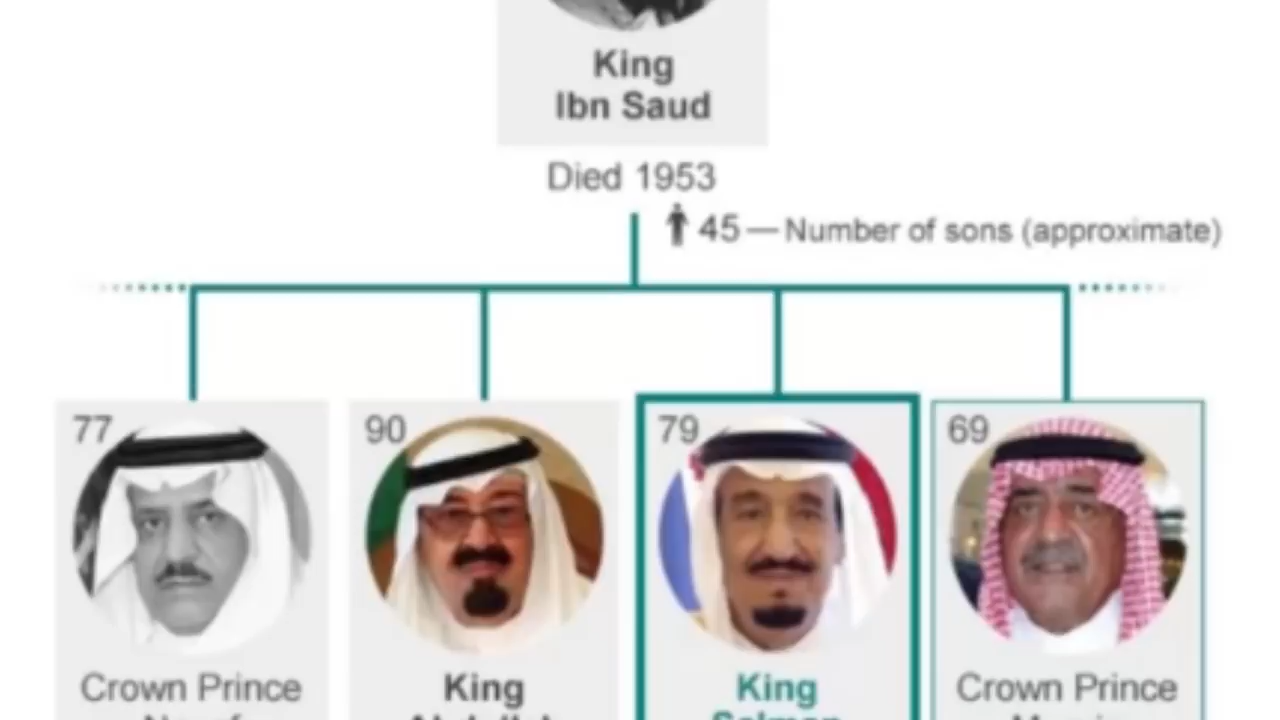 King
Ibn Saud
Died 1953
45 — Number of sons (approximate)
77
90
79
69
Crown Prince
King
King
Crown Prince
Salman